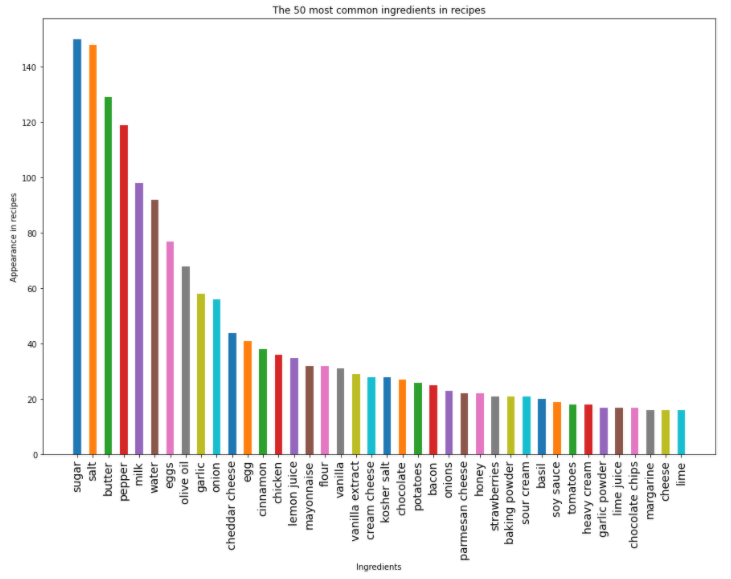 The 50 most common ingredients in recipes
Appearance in recipes
140
120
100
80
60
40
20
0
sugar
salt
butter
pepper
milk
water
eggs
olive oil
garlic
onion
cheddar cheese
egg
cinnamon
chicken
lemon juice
mayonnaise
flour
vanilla
vanilla extract
cream cheese
kosher salt
chocolate
potatoes
bacon
onions
parmesan cheese
honey
strawberries
baking powder
sour cream
basil
soy sauce
tomatoes
heavy cream
garlic powder
lime juice
chocolate chips
margarine
cheese
lime
Ingredients